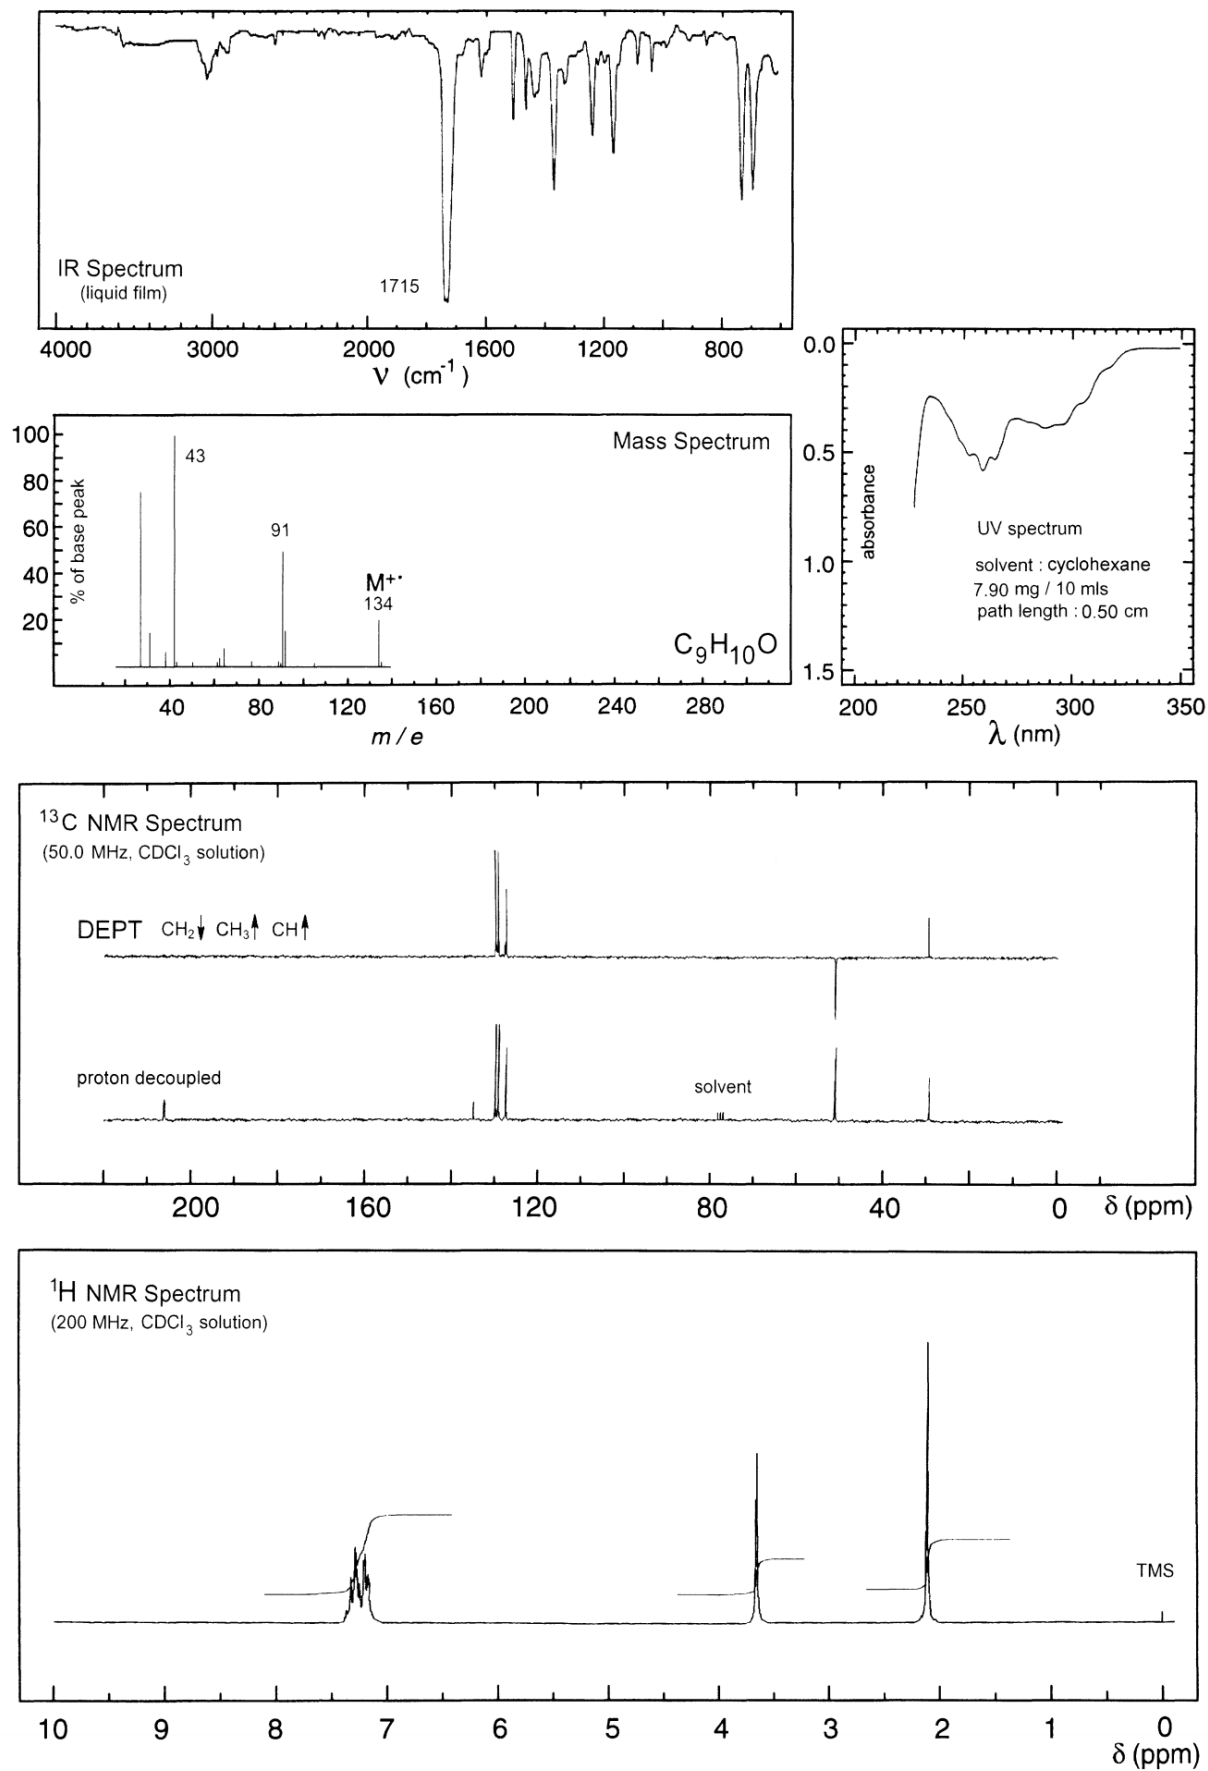 IR Spectrum
(liquid film)
1715
4000 3000 2000 1600 1200 800
ν (cm⁻¹)
100
80
60
40
20
% of base peak
43
91
M⁺·
134
Mass Spectrum
C₉H₁₀O
40 80 120 160 200 240 280
m / e
0.0
0.5
1.0
1.5
absorbance
UV spectrum
solvent : cyclohexane
7.90 mg / 10 mls
path length : 0.50 cm
200 250 300 350
λ (nm)
¹³C NMR Spectrum
(50.0 MHz, CDCl₃ solution)
DEPT CH₂↓ CH₃↑ CH↑
proton decoupled
solvent
200 160 120 80 40 0 δ (ppm)
¹H NMR Spectrum
(200 MHz, CDCl₃ solution)
TMS
10 9 8 7 6 5 4 3 2 1 0
δ (ppm)